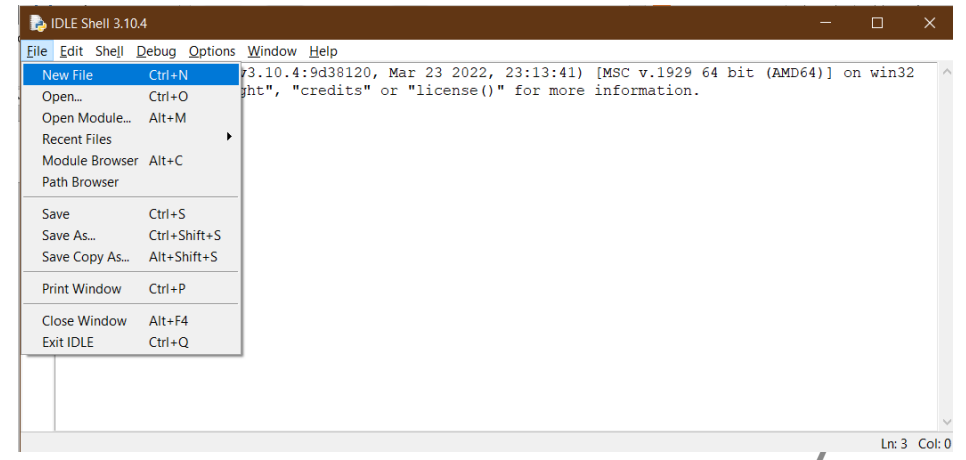 IDLE Shell 3.10.4
File Edit Shell Debug Options Window Help
New File Ctrl+N
Open... Ctrl+O
Open Module... Alt+M
Recent Files
Module Browser Alt+C
Path Browser
Save Ctrl+S
Save As... Ctrl+Shift+S
Save Copy As... Alt+Shift+S
Print Window Ctrl+P
Close Window Alt+F4
Exit IDLE Ctrl+Q
v3.10.4:9d38120, Mar 23 2022, 23:13:41) [MSC v.1929 64 bit (AMD64)] on win32
ght", "credits" or "license()" for more information.
Ln: 3 Col: 0